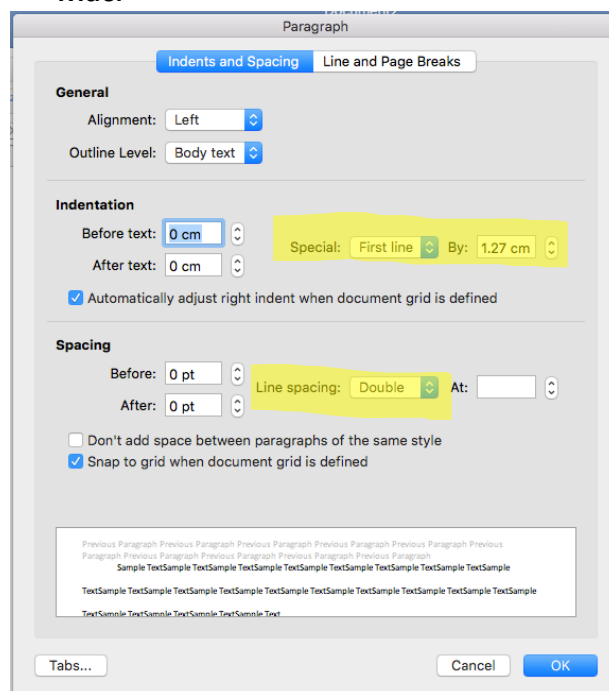 Paragraph
Indents and Spacing Line and Page Breaks
General
Alignment: Left
Outline Level: Body text
Indentation
Before text: 0 cm
Special: First line By: 1.27 cm
After text: 0 cm
Automatically adjust right indent when document grid is defined
Spacing
Before: 0 pt
Line spacing: Double At:
After: 0 pt
Don't add space between paragraphs of the same style
Snap to grid when document grid is defined
Previous Paragraph Previous Paragraph Previous Paragraph Previous Paragraph Previous Paragraph Previous
Paragraph Previous Paragraph Previous Paragraph Previous Paragraph Previous Paragraph
Sample TextSample TextSample TextSample TextSample TextSample TextSample TextSample TextSample
TextSample TextSample TextSample TextSample TextSample TextSample TextSample TextSample TextSample
TextSample TextSample TextSample TextSample Text
Tabs... Cancel OK